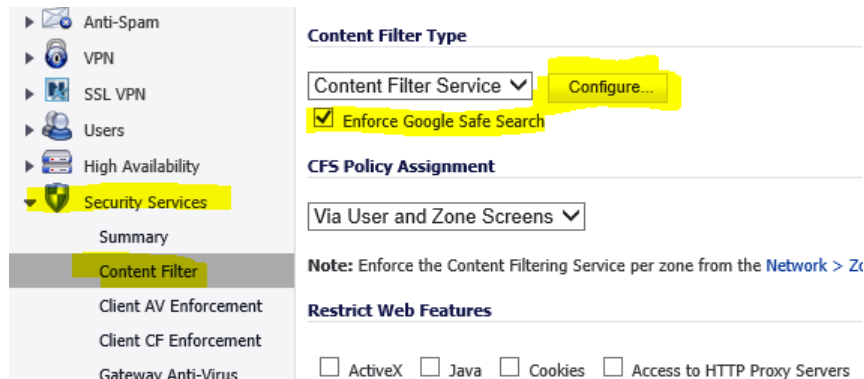 Anti-Spam
VPN
SSL VPN
Users
High Availability
Security Services
Summary
Content Filter
Client AV Enforcement
Client CF Enforcement
Gateway Anti-Virus
Content Filter Type
Content Filter Service
Configure...
Enforce Google Safe Search
CFS Policy Assignment
Via User and Zone Screens
Note: Enforce the Content Filtering Service per zone from the Network >
Restrict Web Features
ActiveX Java Cookies Access to HTTP Proxy Servers